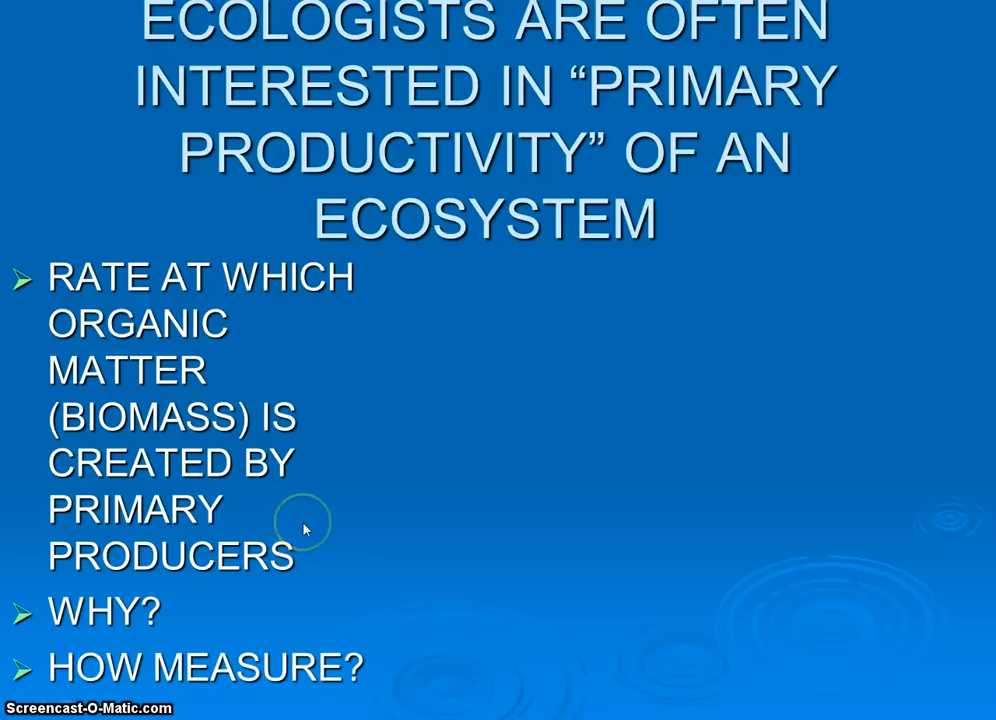 ECOLOGISTS ARE OFTEN
INTERESTED IN “PRIMARY
PRODUCTIVITY” OF AN
ECOSYSTEM
RATE AT WHICH
ORGANIC
MATTER
(BIOMASS) IS
CREATED BY
PRIMARY
PRODUCERS
WHY?
HOW MEASURE?
Screencast-O-Matic.com